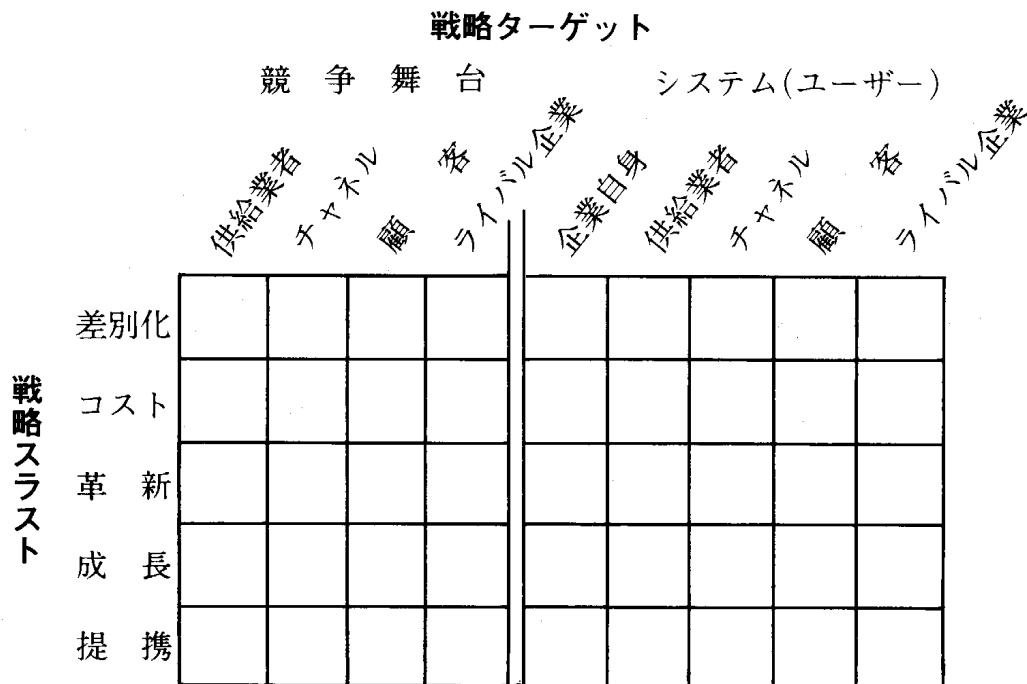 戦略ターゲット
競争舞台
システム(ユーザー)
供給業者
チャネル
顧客
ライバル企業
企業自身
供給業者
チャネル
顧客
ライバル企業
戦略スラスト
差別化
コスト
革新
成長
提携